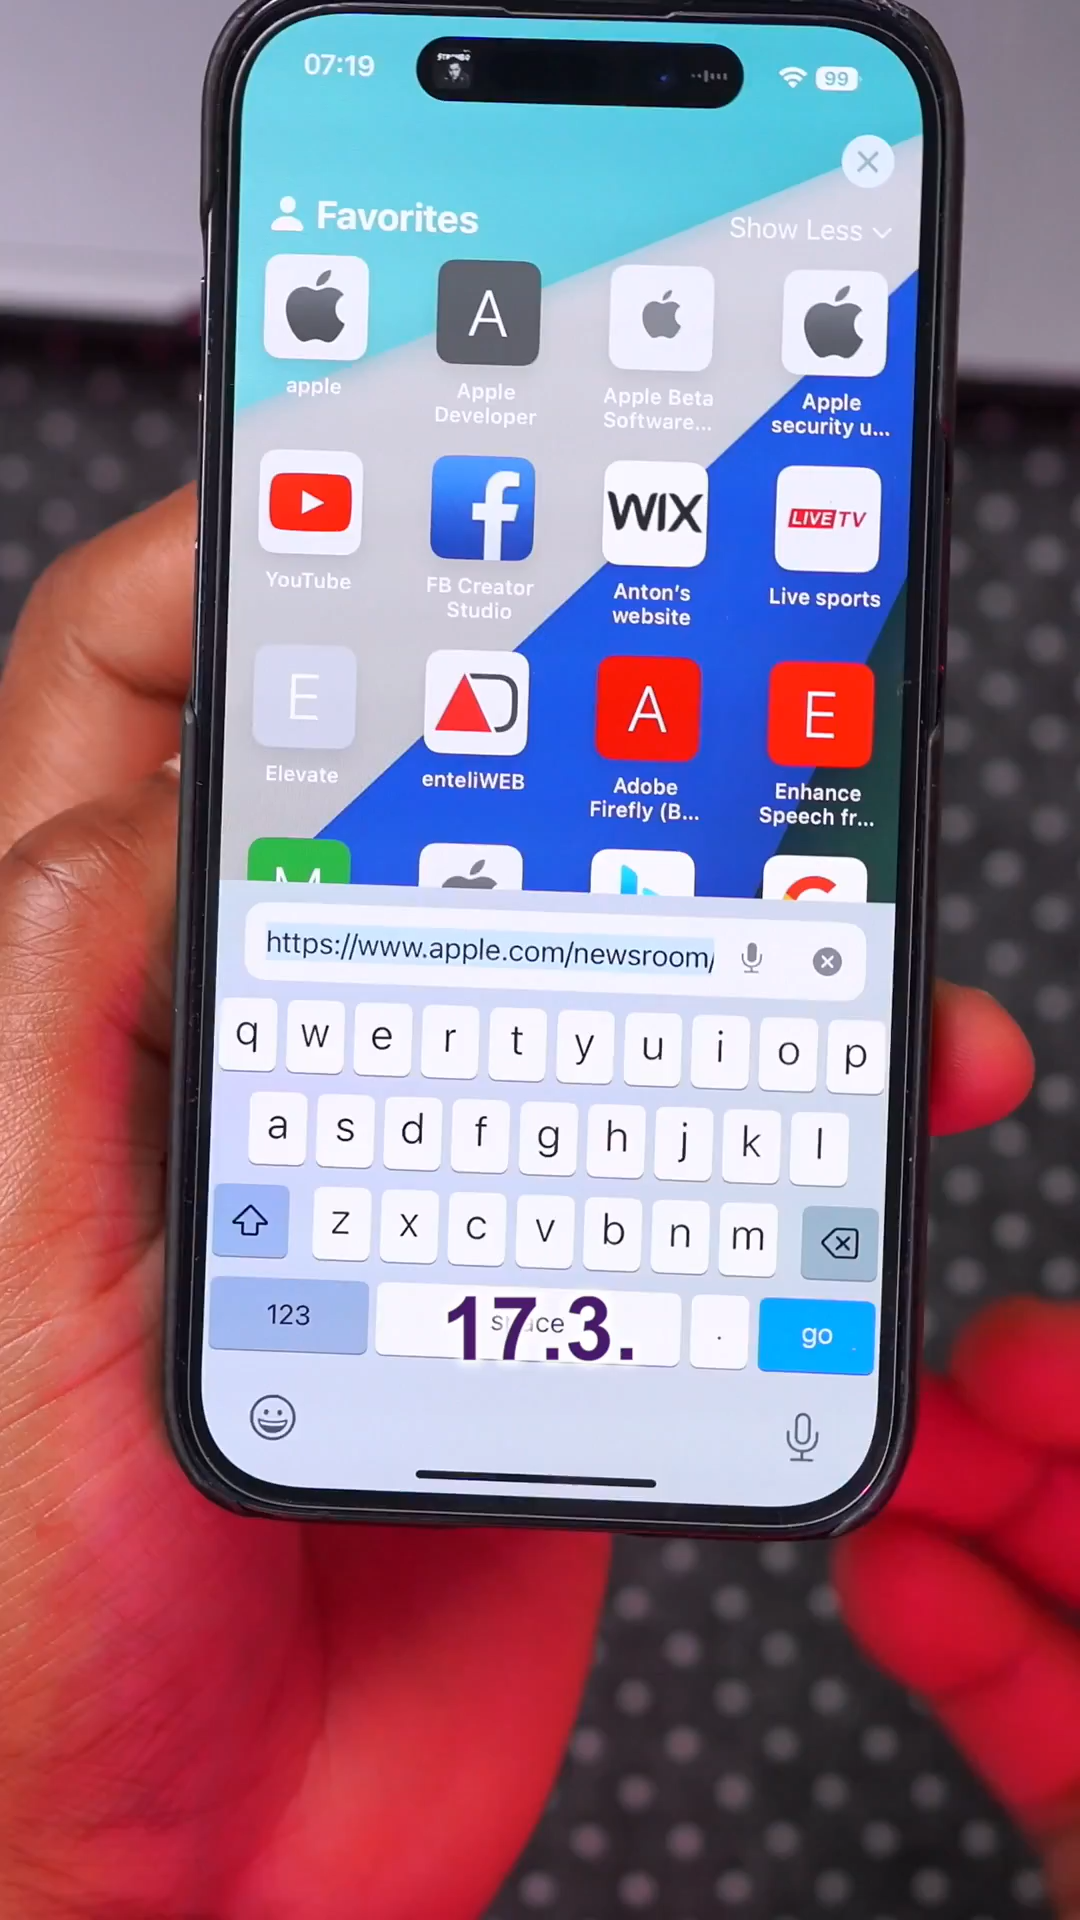 07:19
99
Favorites
Show Less
apple
A
Apple
Developer
Apple Beta
Software...
Apple
security u...
YouTube
f
FB Creator
Studio
WIX
Anton's
website
LIVE TV
Live sports
E
Elevate
enteliWEB
A
Adobe
Firefly (B...
E
Enhance
Speech fr...
M
https://www.apple.com/newsroom/
q w e r t y u i o p
a s d f g h j k l
z x c v b n m
123
space
.
go
17.3.